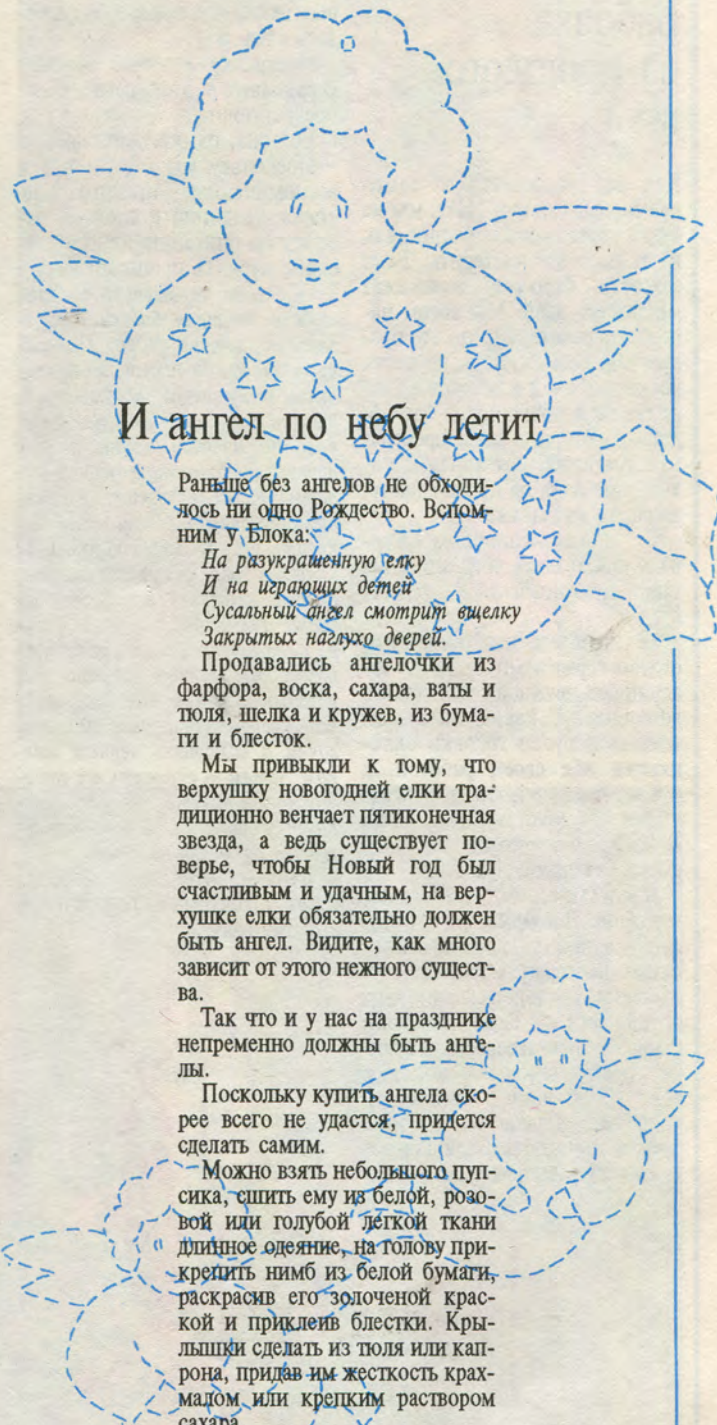 И ангел по небу летит
Раньше без ангелов не обходи-
лось ни одно Рождество. Вспом-
ним у Блока:
На разукрашенную елку
И на играющих детей
Сусальный ангел смотрит вщелку
Закрытых наглухо дверей.
Продавались ангелочки из
фарфора, воска, сахара, ваты и
тюля, шелка и кружев, из бума-
ги и блесток.
Мы привыкли к тому, что
верхушку новогодней елки тра-
диционно венчает пятиконечная
звезда, а ведь существует по-
верье, чтобы Новый год был
счастливым и удачным, на вер-
хушке елки обязательно должен
быть ангел. Видите, как много
зависит от этого нежного сущест-
ва.
Так что и у нас на празднике
непременно должны быть анге-
лы.
Поскольку купить ангела ско-
рее всего не удастся, придется
сделать самим.
Можно взять небольшого пуп-
сика, сшить ему из белой, розо-
вой или голубой легкой ткани
длинное одеяние, на голову при-
крепить нимб из белой бумаги,
раскрасив его золоченой крас-
кой и приклеив блестки. Кры-
лышки сделать из тюля или кап-
рона, придав им жесткость крах-
малом или крепким раствором
сахара.